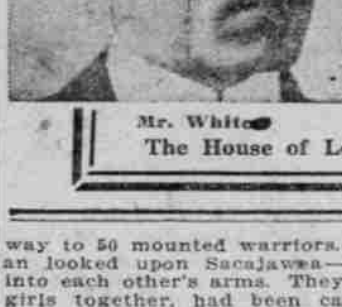 Mr. White
The House of L
way to 50 mounted warriors.
an looked upon Sacajawea—
into each other's arms. They
girls together, had been ca